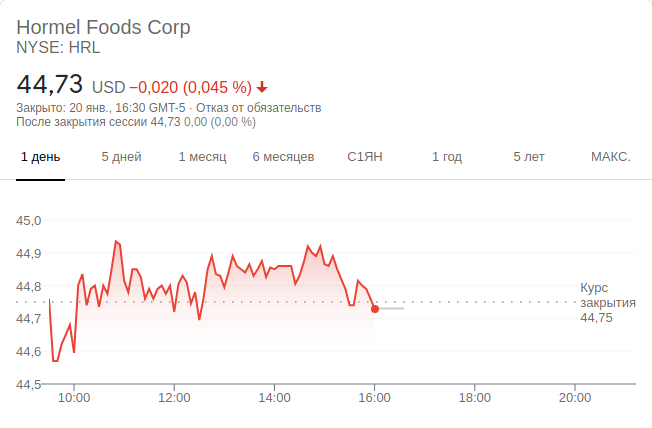 Hormel Foods Corp
NYSE: HRL
44,73 USD −0,020 (0,045 %)
Закрыто: 20 янв., 16:30 GMT-5 · Отказ от обязательств
После закрытия сессии 44,73 0,00 (0,00 %)
1 день 5 дней 1 месяц 6 месяцев С1ЯН 1 год 5 лет МАКС.
45,0
44,9
44,8
44,7
44,6
44,5
Курс
закрытия
44,75
10:00 12:00 14:00 16:00 18:00 20:00